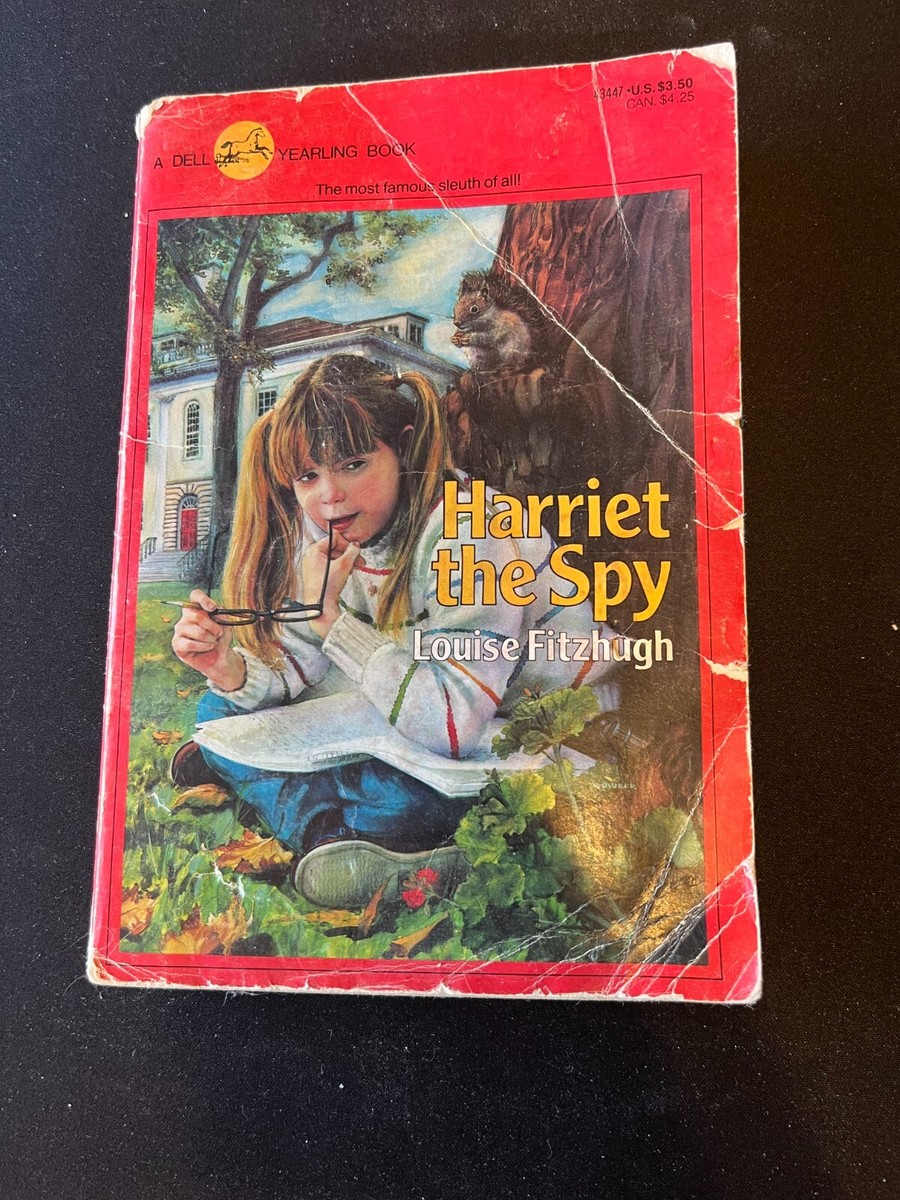 43447 • U.S. $3.50
CAN. $4.25
A DELL YEARLING BOOK
The most famous sleuth of all!
Harriet
the Spy
Louise Fitzhugh